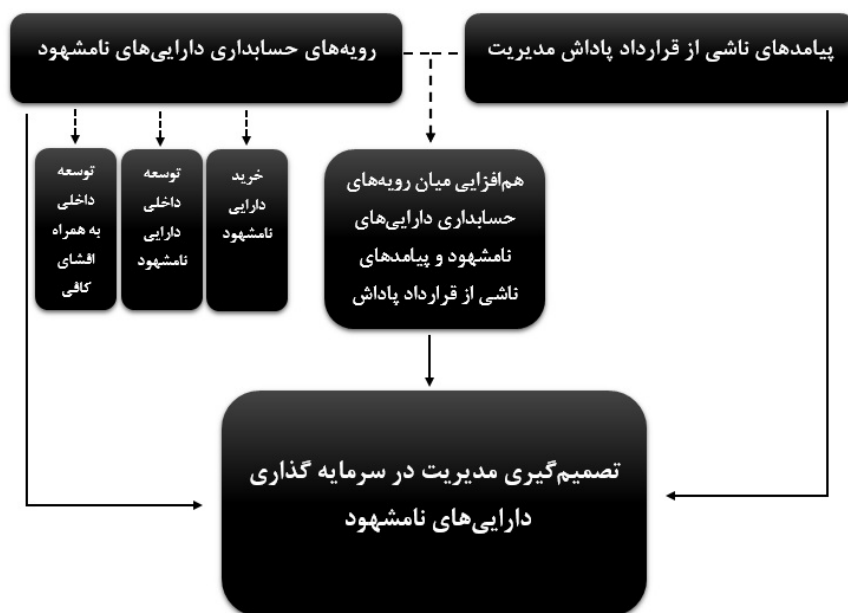 پیامدهای ناشی از قرارداد پاداش مدیریت
رویه‌های حسابداری دارایی‌های نامشهود
هم‌افزایی میان رویه‌های
حسابداری دارایی‌های
نامشهود و پیامدهای
ناشی از قرارداد پاداش
خرید
دارایی
نامشهود
توسعه
داخلی
دارایی
نامشهود
توسعه
داخلی
به همراه
افشای
کافی
تصمیم‌گیری مدیریت در سرمایه گذاری
دارایی‌های نامشهود